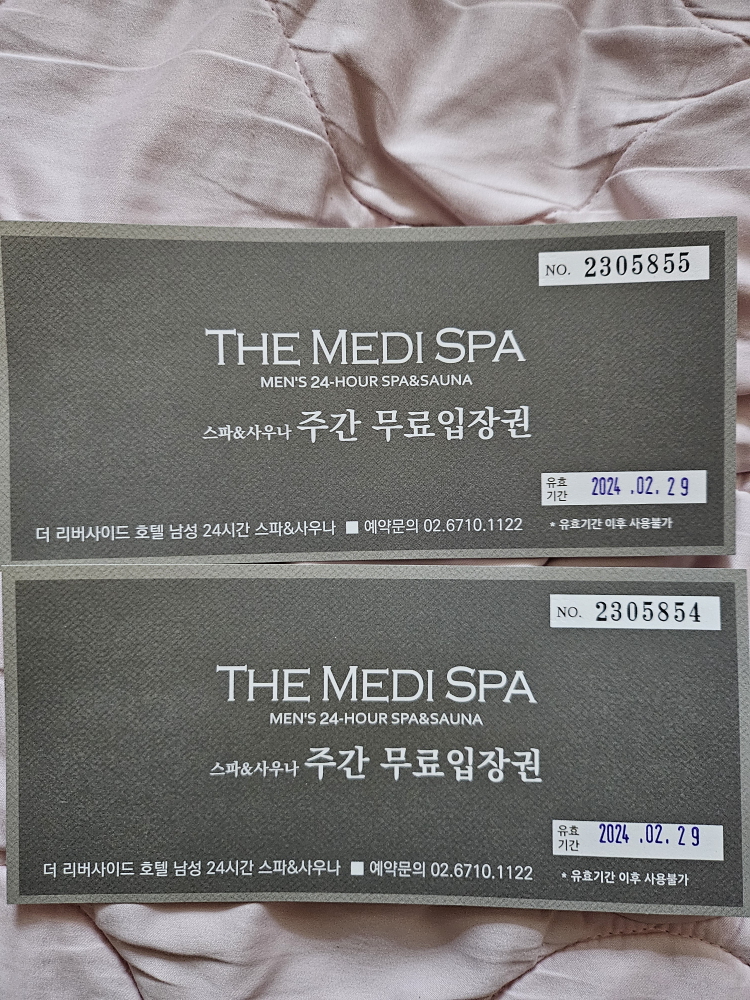 NO. 2305855
THE MEDI SPA
MEN'S 24-HOUR SPA&SAUNA
스파&사우나 주간 무료입장권
유효
기간 2024 .02. 29
더 리버사이드 호텔 남성 24시간 스파&사우나 ■ 예약문의 02.6710.1122 * 유효기간 이후 사용불가
NO. 2305854
THE MEDI SPA
MEN'S 24-HOUR SPA&SAUNA
스파&사우나 주간 무료입장권
유효
기간 2024 .02. 29
더 리버사이드 호텔 남성 24시간 스파&사우나 ■ 예약문의 02.6710.1122 * 유효기간 이후 사용불가